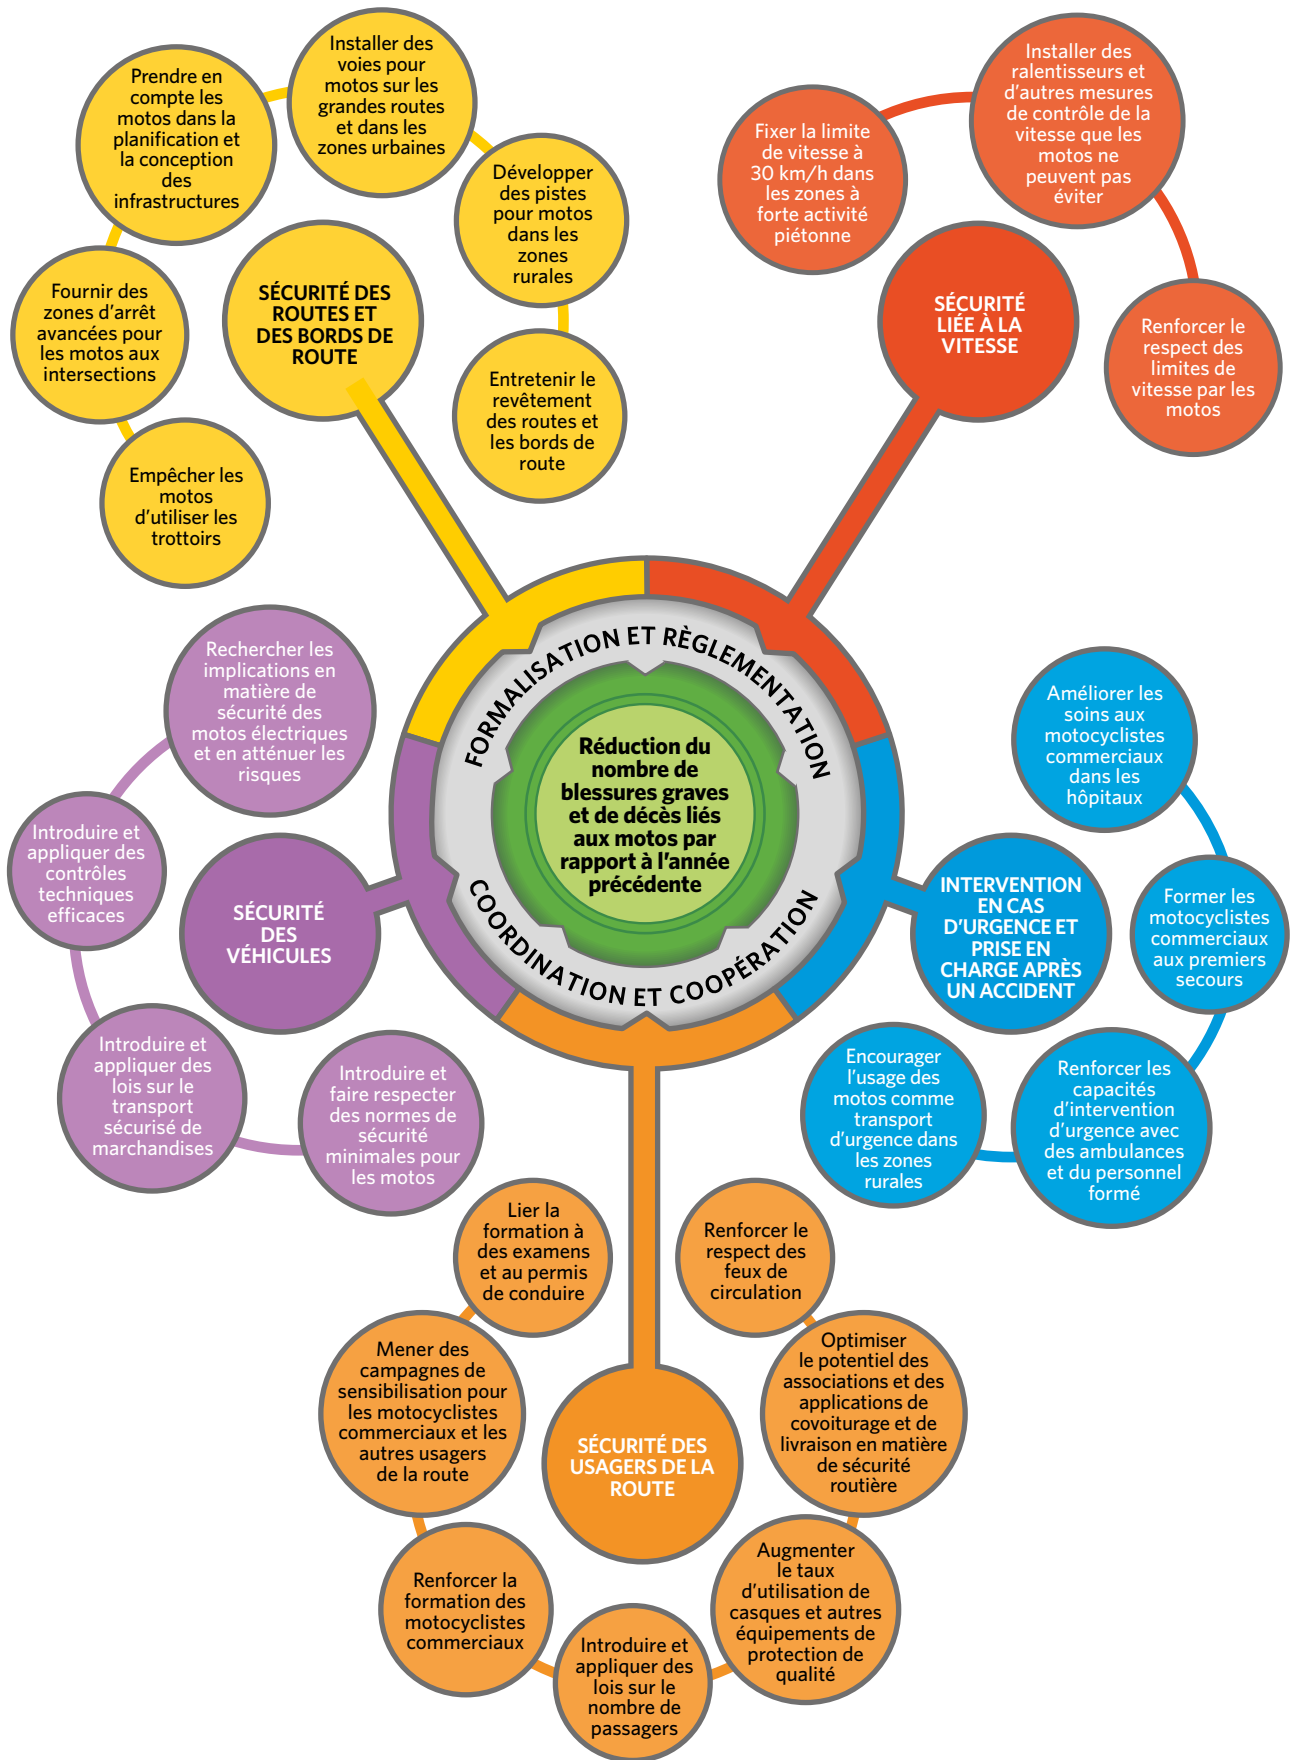 Installer des
voies pour
motos sur les
grandes routes
et dans les
zones urbaines
Prendre en
compte les
motos dans la
planification et
la conception
des
infrastructures
Développer
des pistes
pour motos
dans les
zones
rurales
Fournir des
zones d'arrêt
avancées pour
les motos aux
intersections
SÉCURITÉ DES
ROUTES ET
DES BORDS DE
ROUTE
Entretenir le
revêtement
des routes et
les bords de
route
Empêcher les
motos
d'utiliser les
trottoirs
Installer des
ralentisseurs et
d'autres mesures
de contrôle de la
vitesse que les
motos ne
peuvent pas
éviter
Fixer la limite
de vitesse à
30 km/h dans
les zones à
forte activité
piétonne
SÉCURITÉ
LIÉE À LA
VITESSE
Renforcer le
respect des
limites de
vitesse par les
motos
FORMALISATION ET RÈGLEMENTATION
Réduction du
nombre de
blessures graves
et de décès liés
aux motos par
rapport à l'année
précédente
COORDINATION ET COOPÉRATION
Rechercher les
implications en
matière de
sécurité des
motos électriques
et en atténuer les
risques
Introduire et
appliquer des
contrôles
techniques
efficaces
SÉCURITÉ
DES
VÉHICULES
Introduire et
appliquer des
lois sur le
transport
sécurisé de
marchandises
Introduire et
faire respecter
des normes de
sécurité
minimales pour
les motos
Améliorer les
soins aux
motocyclistes
commerciaux
dans les
hôpitaux
INTERVENTION
EN CAS
D'URGENCE ET
PRISE EN
CHARGE APRÈS
UN ACCIDENT
Former les
motocyclistes
commerciaux
aux premiers
secours
Encourager
l'usage des
motos comme
transport
d'urgence dans
les zones
rurales
Renforcer les
capacités
d'intervention
d'urgence avec
des ambulances
et du personnel
formé
Lier la
formation à
des examens
et au permis
de conduire
Renforcer le
respect des
feux de
circulation
Mener des
campagnes de
sensibilisation pour
les motocyclistes
commerciaux et les
autres usagers
de la route
SÉCURITÉ DES
USAGERS DE LA
ROUTE
Optimiser
le potentiel des
associations et des
applications de
covoiturage et de
livraison en matière
de sécurité
routière
Renforcer la
formation des
motocyclistes
commerciaux
Introduire et
appliquer des
lois sur le
nombre de
passagers
Augmenter
le taux
d'utilisation de
casques et autres
équipements de
protection de
qualité